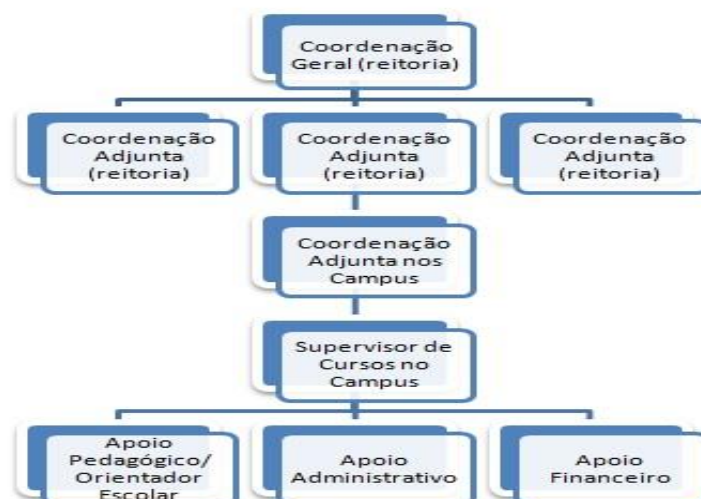 Coordenação
Geral (reitoria)
Coordenação
Adjunta
(reitoria)
Coordenação
Adjunta
(reitoria)
Coordenação
Adjunta
(reitoria)
Coordenação
Adjunta nos
Campus
Supervisor de
Cursos no
Campus
Apoio
Pedagógico/
Orientador
Escolar
Apoio
Administrativo
Apoio
Financeiro